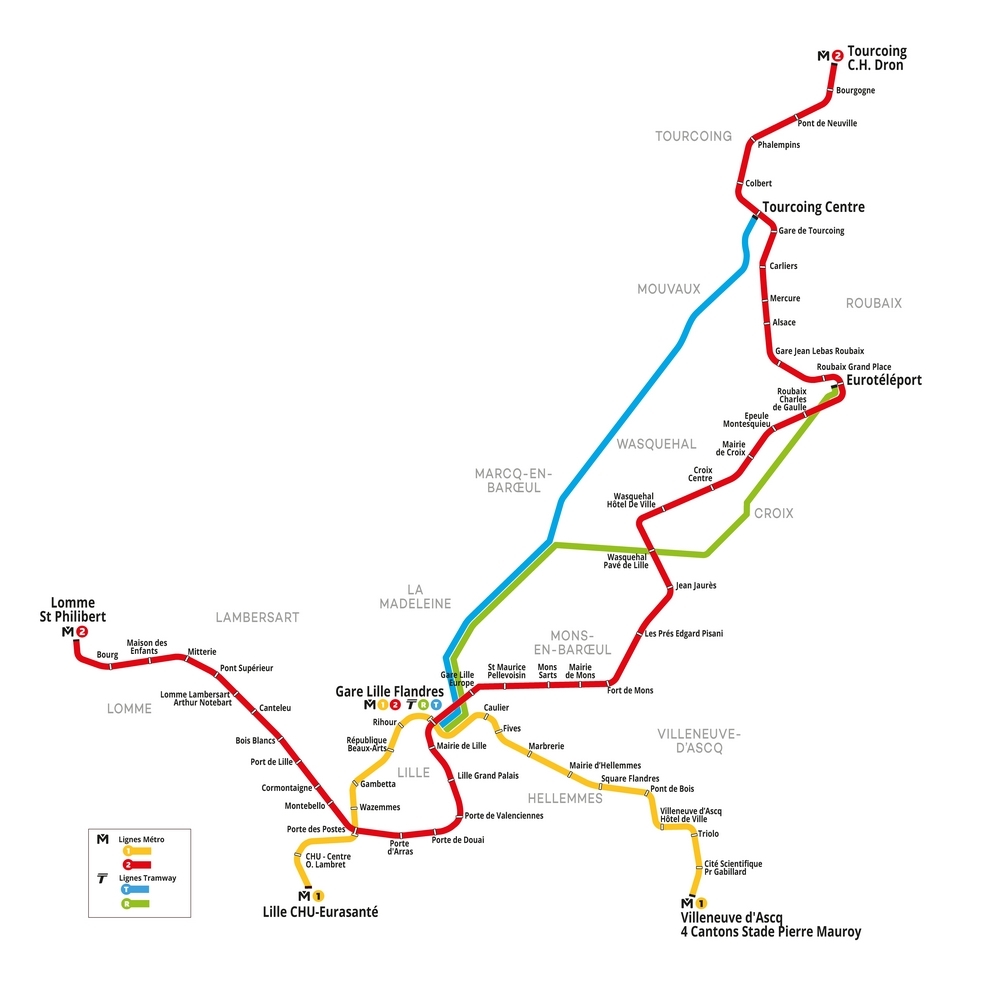 M 2 Tourcoing
C.H. Dron
Bourgogne
Pont de Neuville
TOURCOING
Phalempins
Colbert
Tourcoing Centre
Gare de Tourcoing
Carliers
MOUVAUX
Mercure
ROUBAIX
Alsace
Gare Jean Lebas Roubaix
Roubaix Grand Place
Eurotéléport
Roubaix
Charles
de Gaulle
Epeule
Montesquieu
WASQUEHAL
Mairie
de Croix
MARCQ-EN-
BARŒUL
Croix
Centre
Wasquehal
Hôtel De Ville
CROIX
Wasquehal
Pavé de Lille
Jean Jaurès
LA
MADELEINE
Lomme
St Philibert
M 2
LAMBERSART
Les Prés Edgard Pisani
MONS-
EN-BARŒUL
Bourg
Maison des
Enfants
Mitterie
Pont Supérieur
Gare Lille
Europe
St Maurice
Pellevoisin
Mons
Sarts
Mairie
de Mons
Fort de Mons
Gare Lille Flandres
M 1 2 T R T
Lomme Lambersart
Arthur Notebart
LOMME
Canteleu
Rihour
Caulier
Fives
VILLENEUVE-
D'ASCQ
Bois Blancs
République
Beaux-Arts
Mairie de Lille
Marbrerie
Port de Lille
LILLE
Lille Grand Palais
Mairie d'Hellemmes
Square Flandres
Cormontaigne
Gambetta
Pont de Bois
HELLEMMES
Montebello
Wazemmes
Porte de Valenciennes
Villeneuve d'Ascq
Hôtel de Ville
Porte des Postes
Porte
d'Arras
Porte de Douai
Triolo
M Lignes Métro
1
2
T Lignes Tramway
T
R
CHU - Centre
O. Lambret
Cité Scientifique
Pr Gabillard
M 1
Lille CHU-Eurasanté
M 1
Villeneuve d'Ascq
4 Cantons Stade Pierre Mauroy